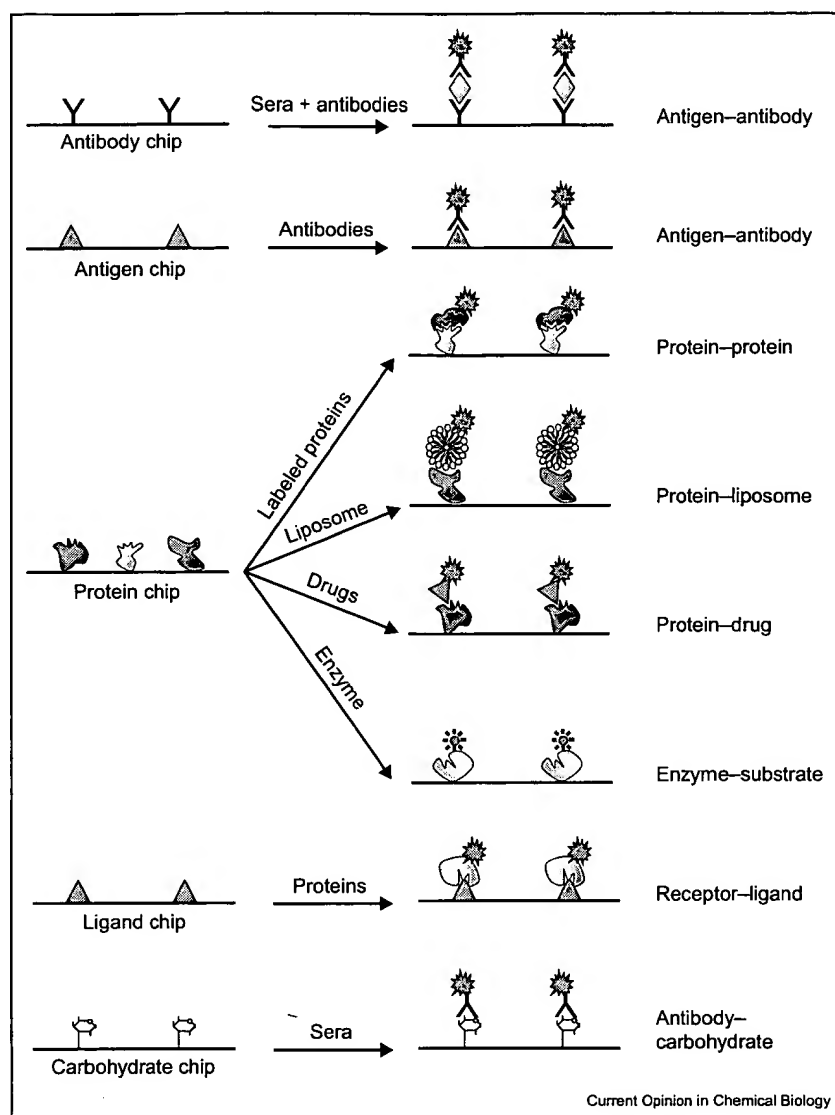 Sera + antibodies
Antibody chip
Antigen–antibody
Antibodies
Antigen chip
Antigen–antibody
Labeled proteins
Protein–protein
Liposome
Protein–liposome
Protein chip
Drugs
Protein–drug
Enzyme
Enzyme–substrate
Proteins
Ligand chip
Receptor–ligand
Sera
Carbohydrate chip
Antibody–
carbohydrate
Current Opinion in Chemical Biology